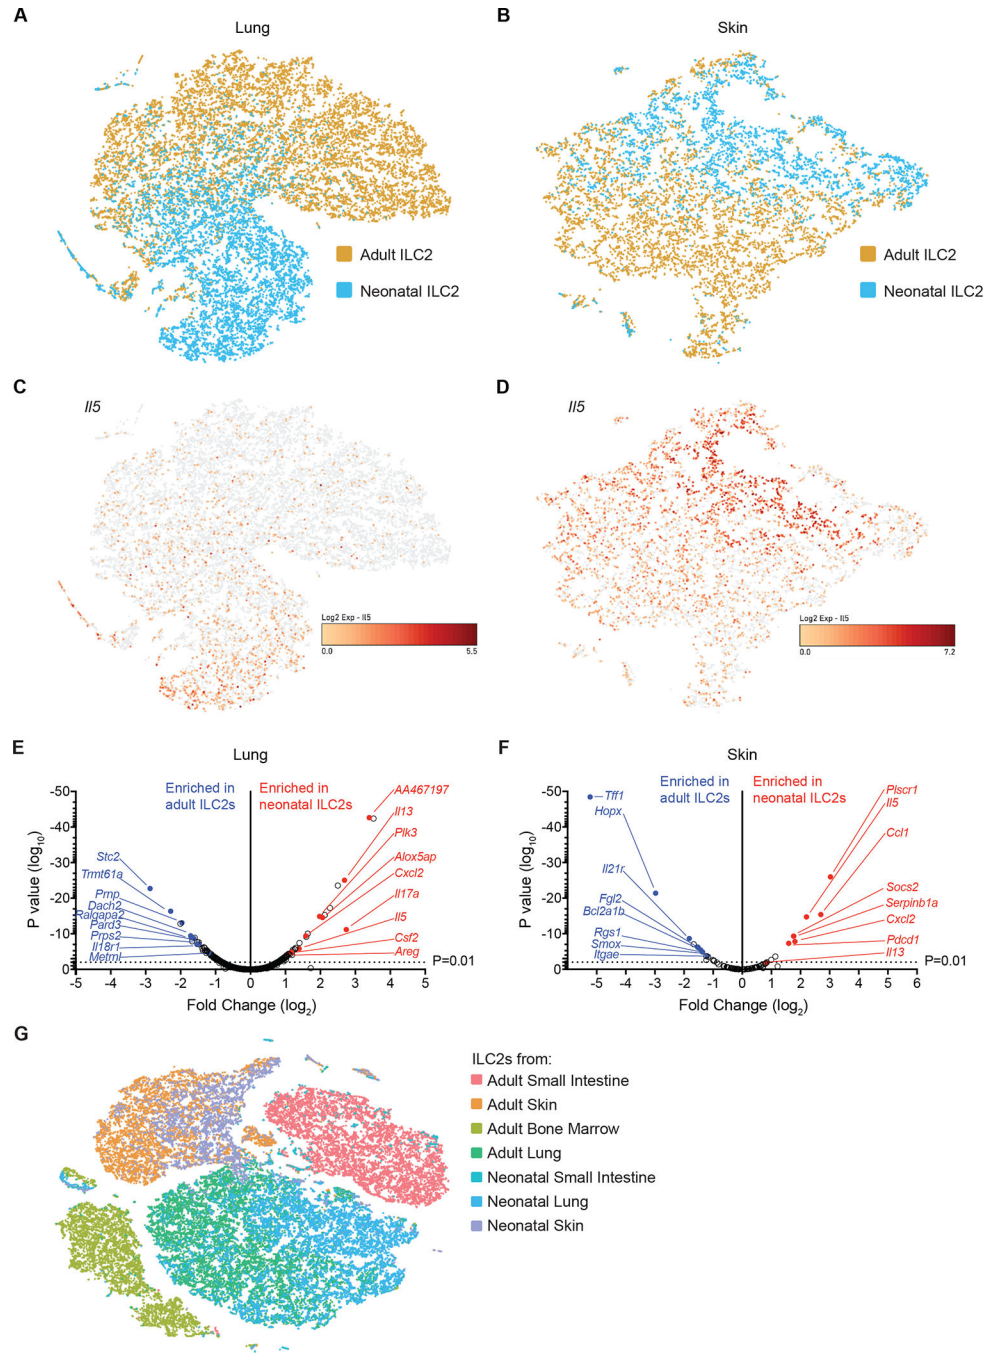 A
Lung
Adult ILC2
Neonatal ILC2
B
Skin
Adult ILC2
Neonatal ILC2
C
Il5
Log2 Exp - Il5
0.0
5.5
D
Il5
Log2 Exp - Il5
0.0
7.2
E
Lung
Enriched in
adult ILC2s
Enriched in
neonatal ILC2s
P value (log10)
-50
-40
-30
-20
-10
0
Stc2
Trmt61a
Prnp
Dach2
Ralgapa2
Pard3
Prps2
Il18r1
Metrnl
AA467197
Il13
Plk3
Alox5ap
Cxcl2
Il17a
Il5
Csf2
Areg
P=0.01
-5 -4 -3 -2 -1 0 1 2 3 4 5
Fold Change (log2)
F
Skin
Enriched in
adult ILC2s
Enriched in
neonatal ILC2s
P value (log10)
-50
-40
-30
-20
-10
0
Tff1
Hopx
Il21r
Fgl2
Bcl2a1b
Rgs1
Smox
Itgae
Plscr1
Il5
Ccl1
Socs2
Serpinb1a
Cxcl2
Pdcd1
Il13
P=0.01
-5 -4 -3 -2 -1 0 1 2 3 4 5 6
Fold Change (log2)
G
ILC2s from:
Adult Small Intestine
Adult Skin
Adult Bone Marrow
Adult Lung
Neonatal Small Intestine
Neonatal Lung
Neonatal Skin